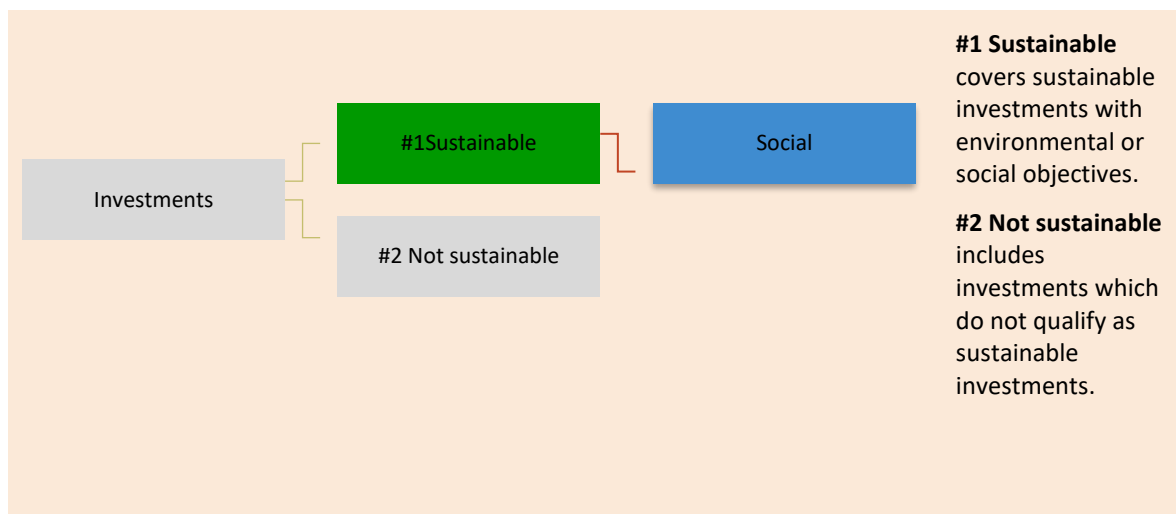 Investments
#1Sustainable
#2 Not sustainable
Social
#1 Sustainable
covers sustainable
investments with
environmental or
social objectives.
#2 Not sustainable
includes
investments which
do not qualify as
sustainable
investments.